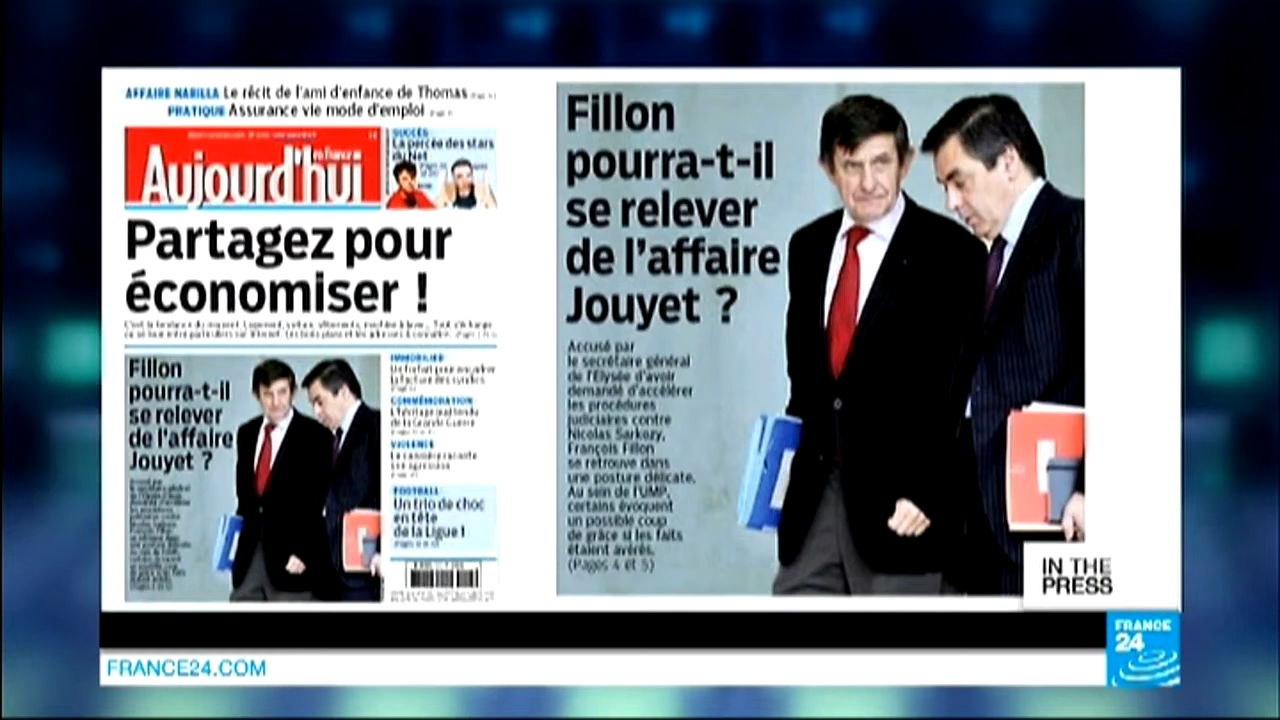 AFFAIRE NABILLA Le récit de l'ami d'enfance de Thomas
PRATIQUE Assurance vie mode d'emploi
Aujourd'hui
en France
SUCCÈS
La percée des stars
du Net
Partagez pour
économiser !
Fillon
pourra-t-il
se relever
de l'affaire
Jouyet ?
IMMOBILIER
COMMÉMORATION
de la Grande Guerre
VIOLENCE
FOOTBALL
Un trio de choc
en tête
de la Ligue 1
Fillon
pourra-t-il
se relever
de l'affaire
Jouyet ?
Accusé par
le secrétaire général
de l'Elysée d'avoir
demandé d'accélérer
les procédures
judiciaires contre
Nicolas Sarkozy,
François Fillon
se retrouve dans
une posture délicate.
Au sein de l'UMP,
certains évoquent
un possible coup
de grâce si les faits
étaient avérés.
(Pages 4 et 5)
IN THE
PRESS
FRANCE
24
FRANCE24.COM